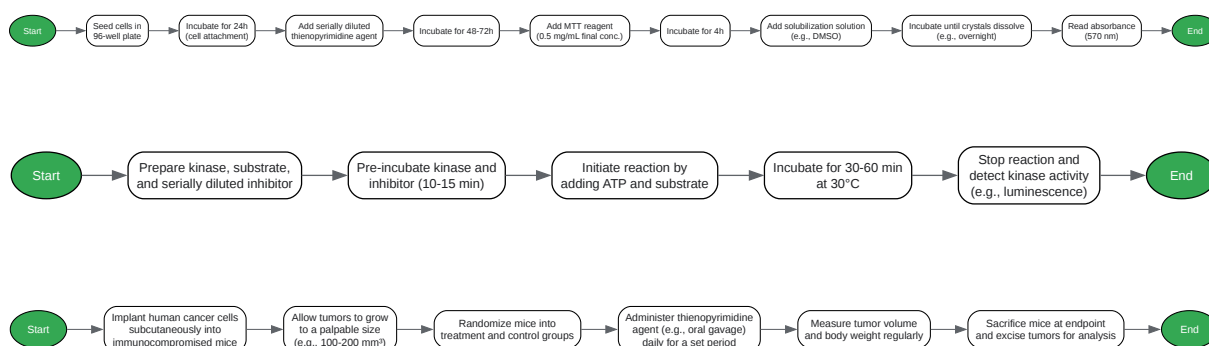 Start
Seed cells in
96-well plate
Incubate for 24h
(cell attachment)
Add serially diluted
thienopyrimidine agent
Incubate for 48-72h
Add MTT reagent
(0.5 mg/mL final conc.)
Incubate for 4h
Add solubilization solution
(e.g., DMSO)
Incubate until crystals dissolve
(e.g., overnight)
Read absorbance
(570 nm)
End
Start
Prepare kinase, substrate,
and serially diluted inhibitor
Pre-incubate kinase and
inhibitor (10-15 min)
Initiate reaction by
adding ATP and substrate
Incubate for 30-60 min
at 30°C
Stop reaction and
detect kinase activity
(e.g., luminescence)
End
Start
Implant human cancer cells
subcutaneously into
immunocompromised mice
Allow tumors to grow
to a palpable size
(e.g., 100-200 mm³)
Randomize mice into
treatment and control groups
Administer thienopyrimidine
agent (e.g., oral gavage)
daily for a set period
Measure tumor volume
and body weight regularly
Sacrifice mice at endpoint
and excise tumors for analysis
End